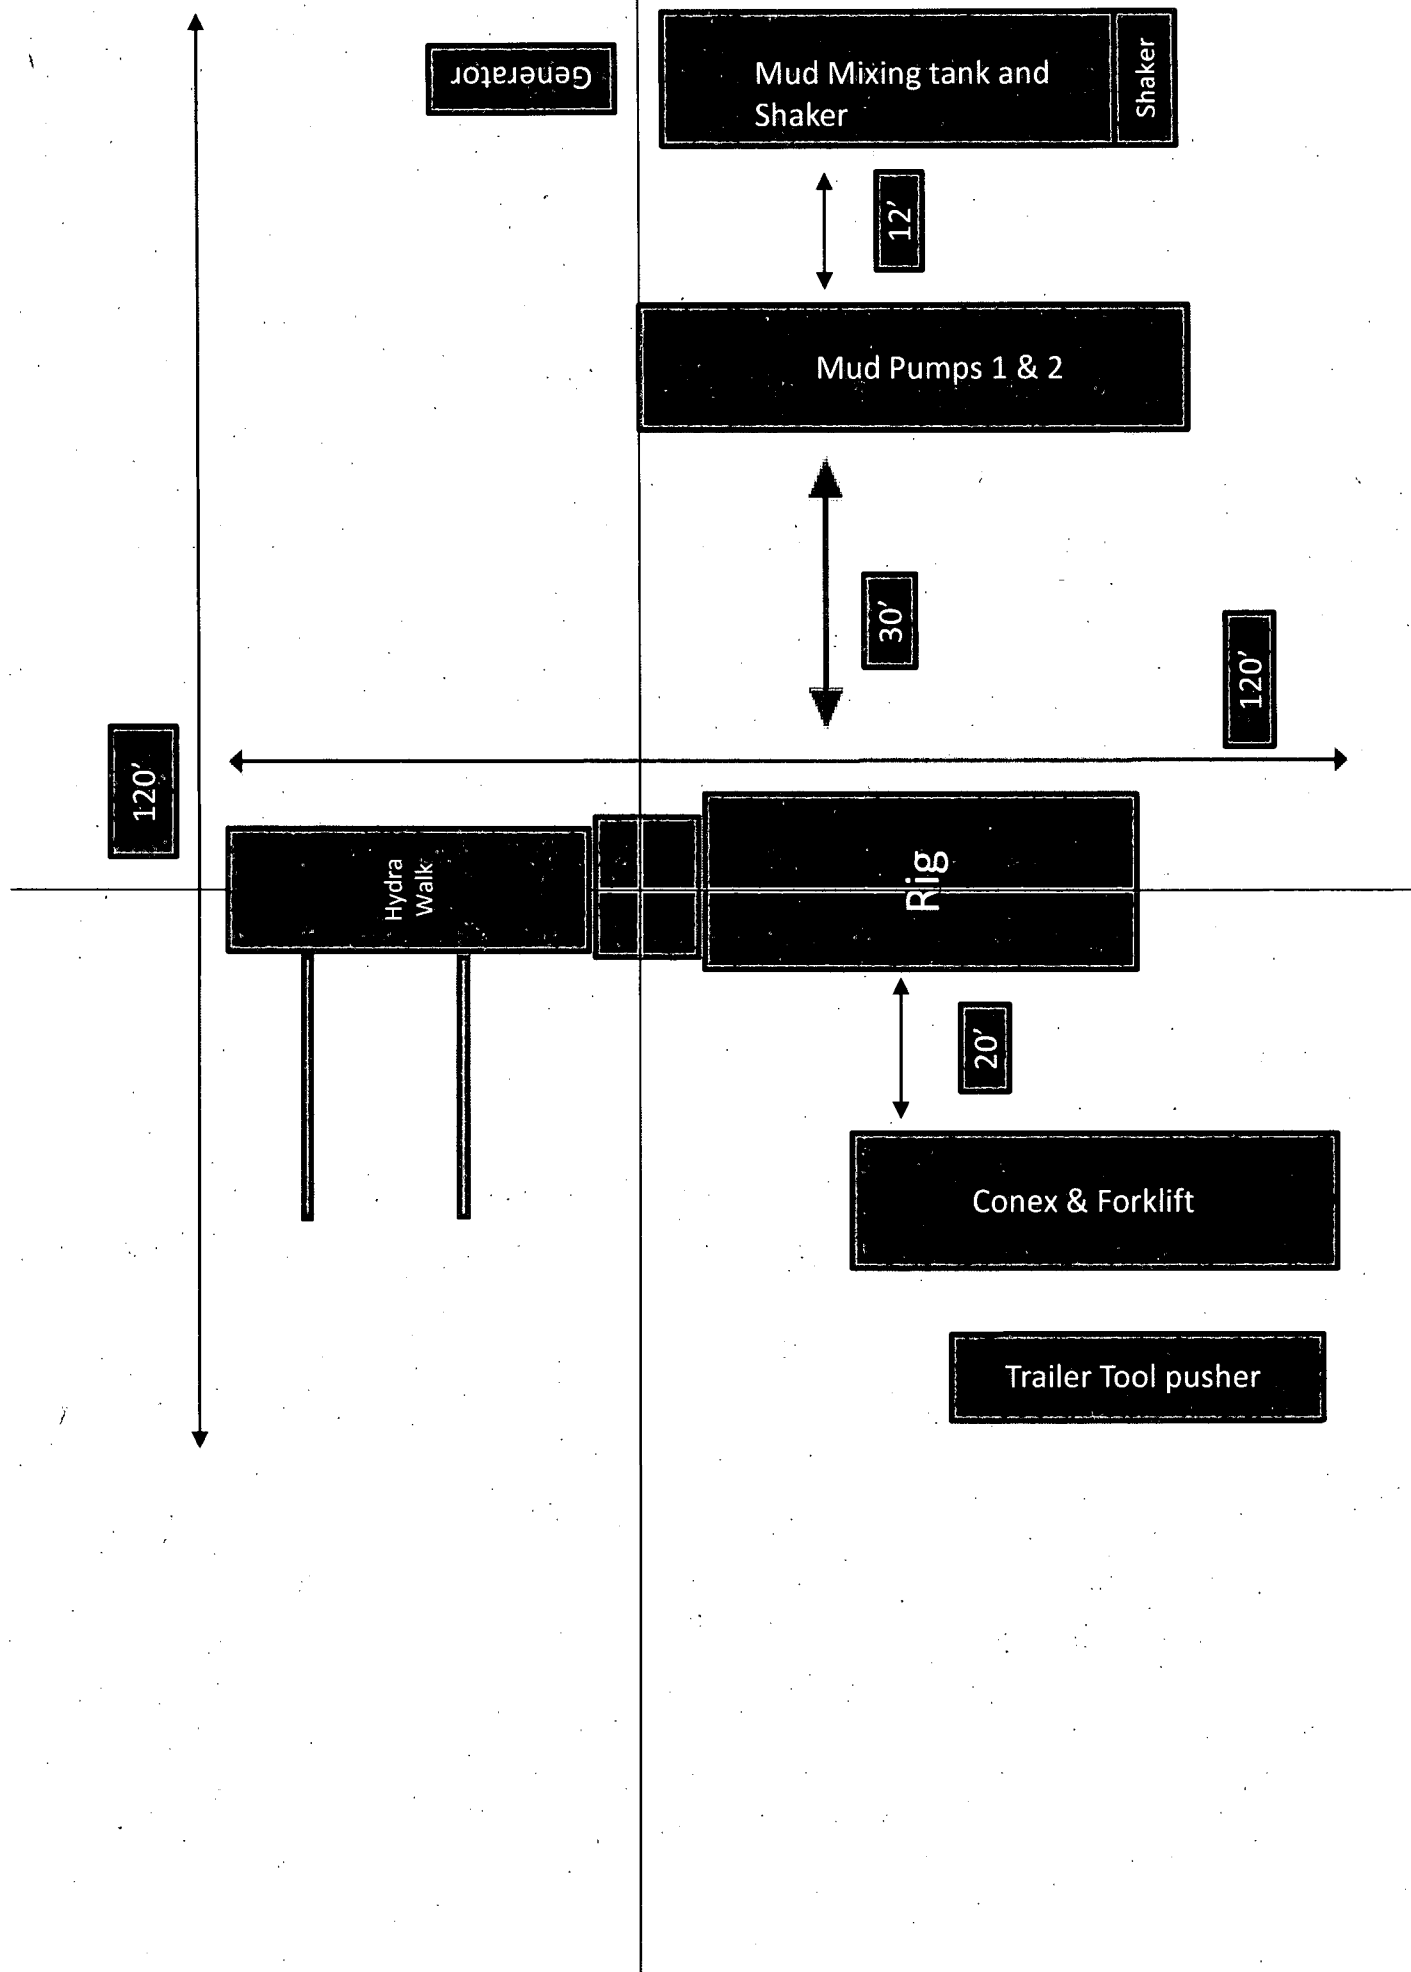 Generator
Mud Mixing tank and
Shaker
Shaker
12’
Mud Pumps 1 & 2
30’
120’
120’
Hydra
Walk
Rig
20’
Conex & Forklift
Trailer Tool pusher